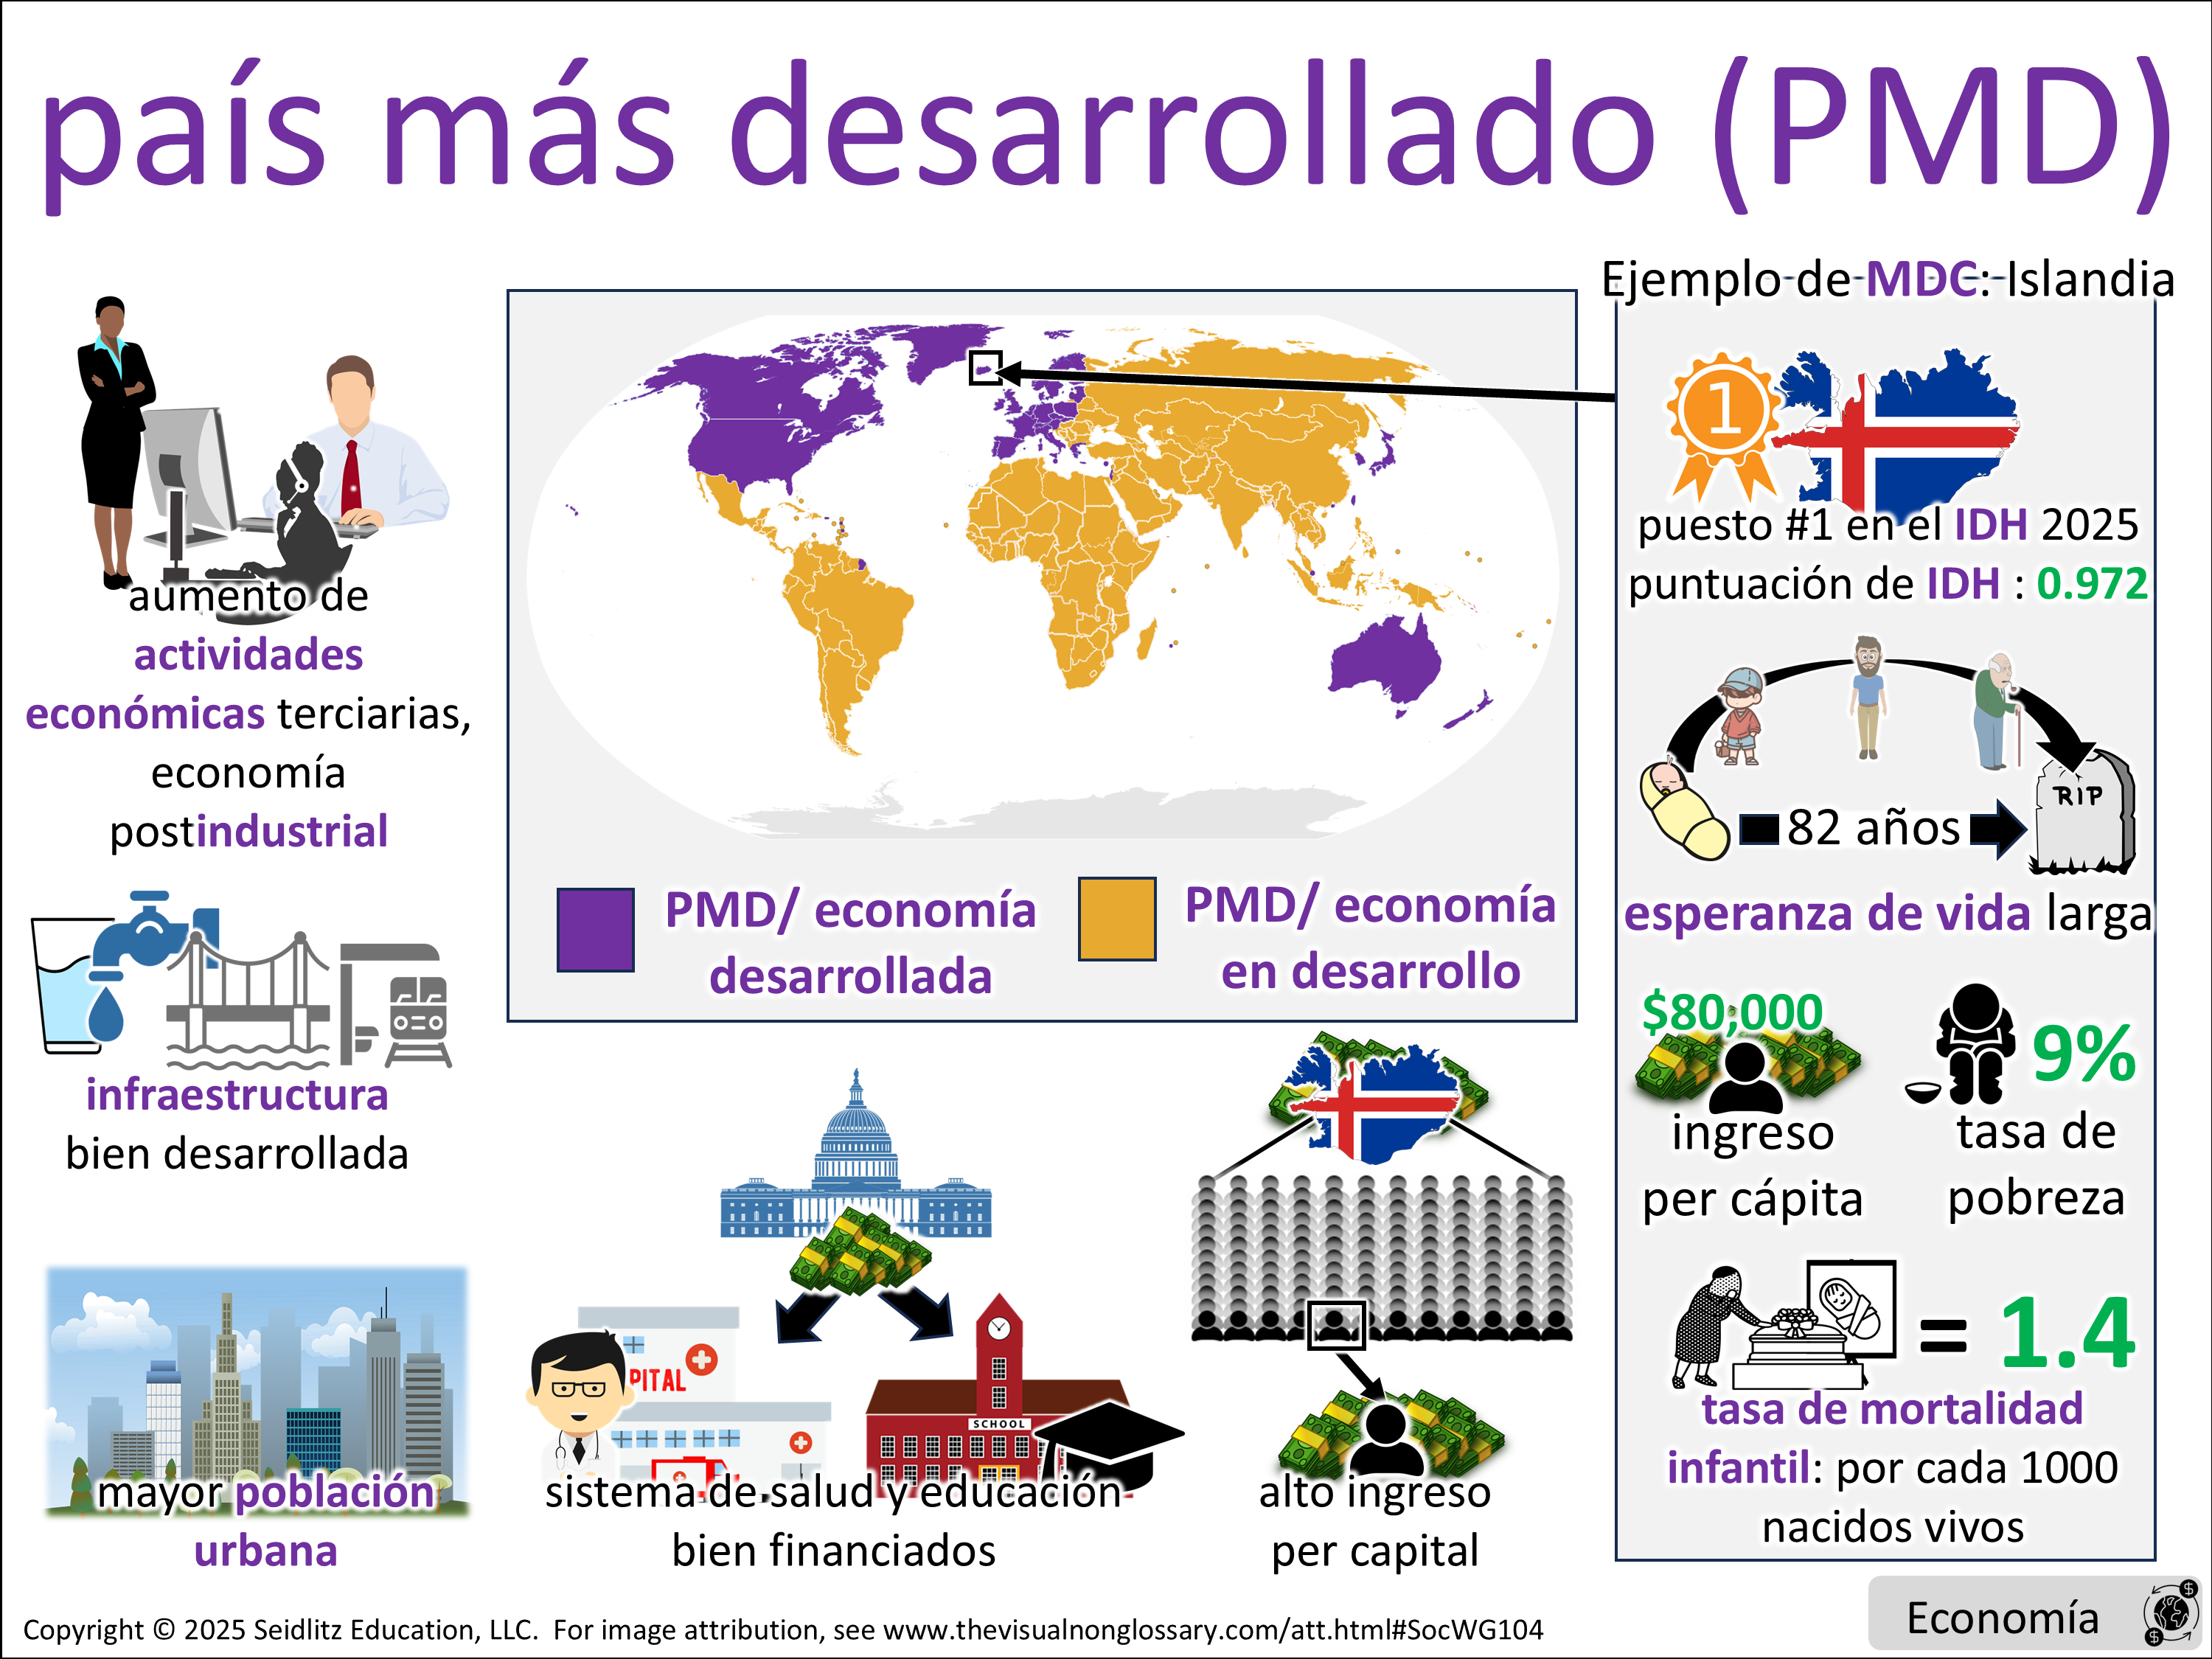 país más desarrollado (PMD)
aumento de
actividades
económicas terciarias,
economía
postindustrial
infraestructura
bien desarrollada
mayor población
urbana
PMD/ economía
desarrollada
PMD/ economía
en desarrollo
PITAL
SCHOOL
sistema de salud y educación
bien financiados
alto ingreso
per capital
Ejemplo de MDC: Islandia
1
puesto #1 en el IDH 2025
puntuación de IDH : 0.972
RIP
82 años
esperanza de vida larga
$80,000
ingreso
per cápita
9%
tasa de
pobreza
= 1.4
tasa de mortalidad
infantil: por cada 1000
nacidos vivos
Economía
$
$
Copyright © 2025 Seidlitz Education, LLC. For image attribution, see www.thevisualnonglossary.com/att.html#SocWG104